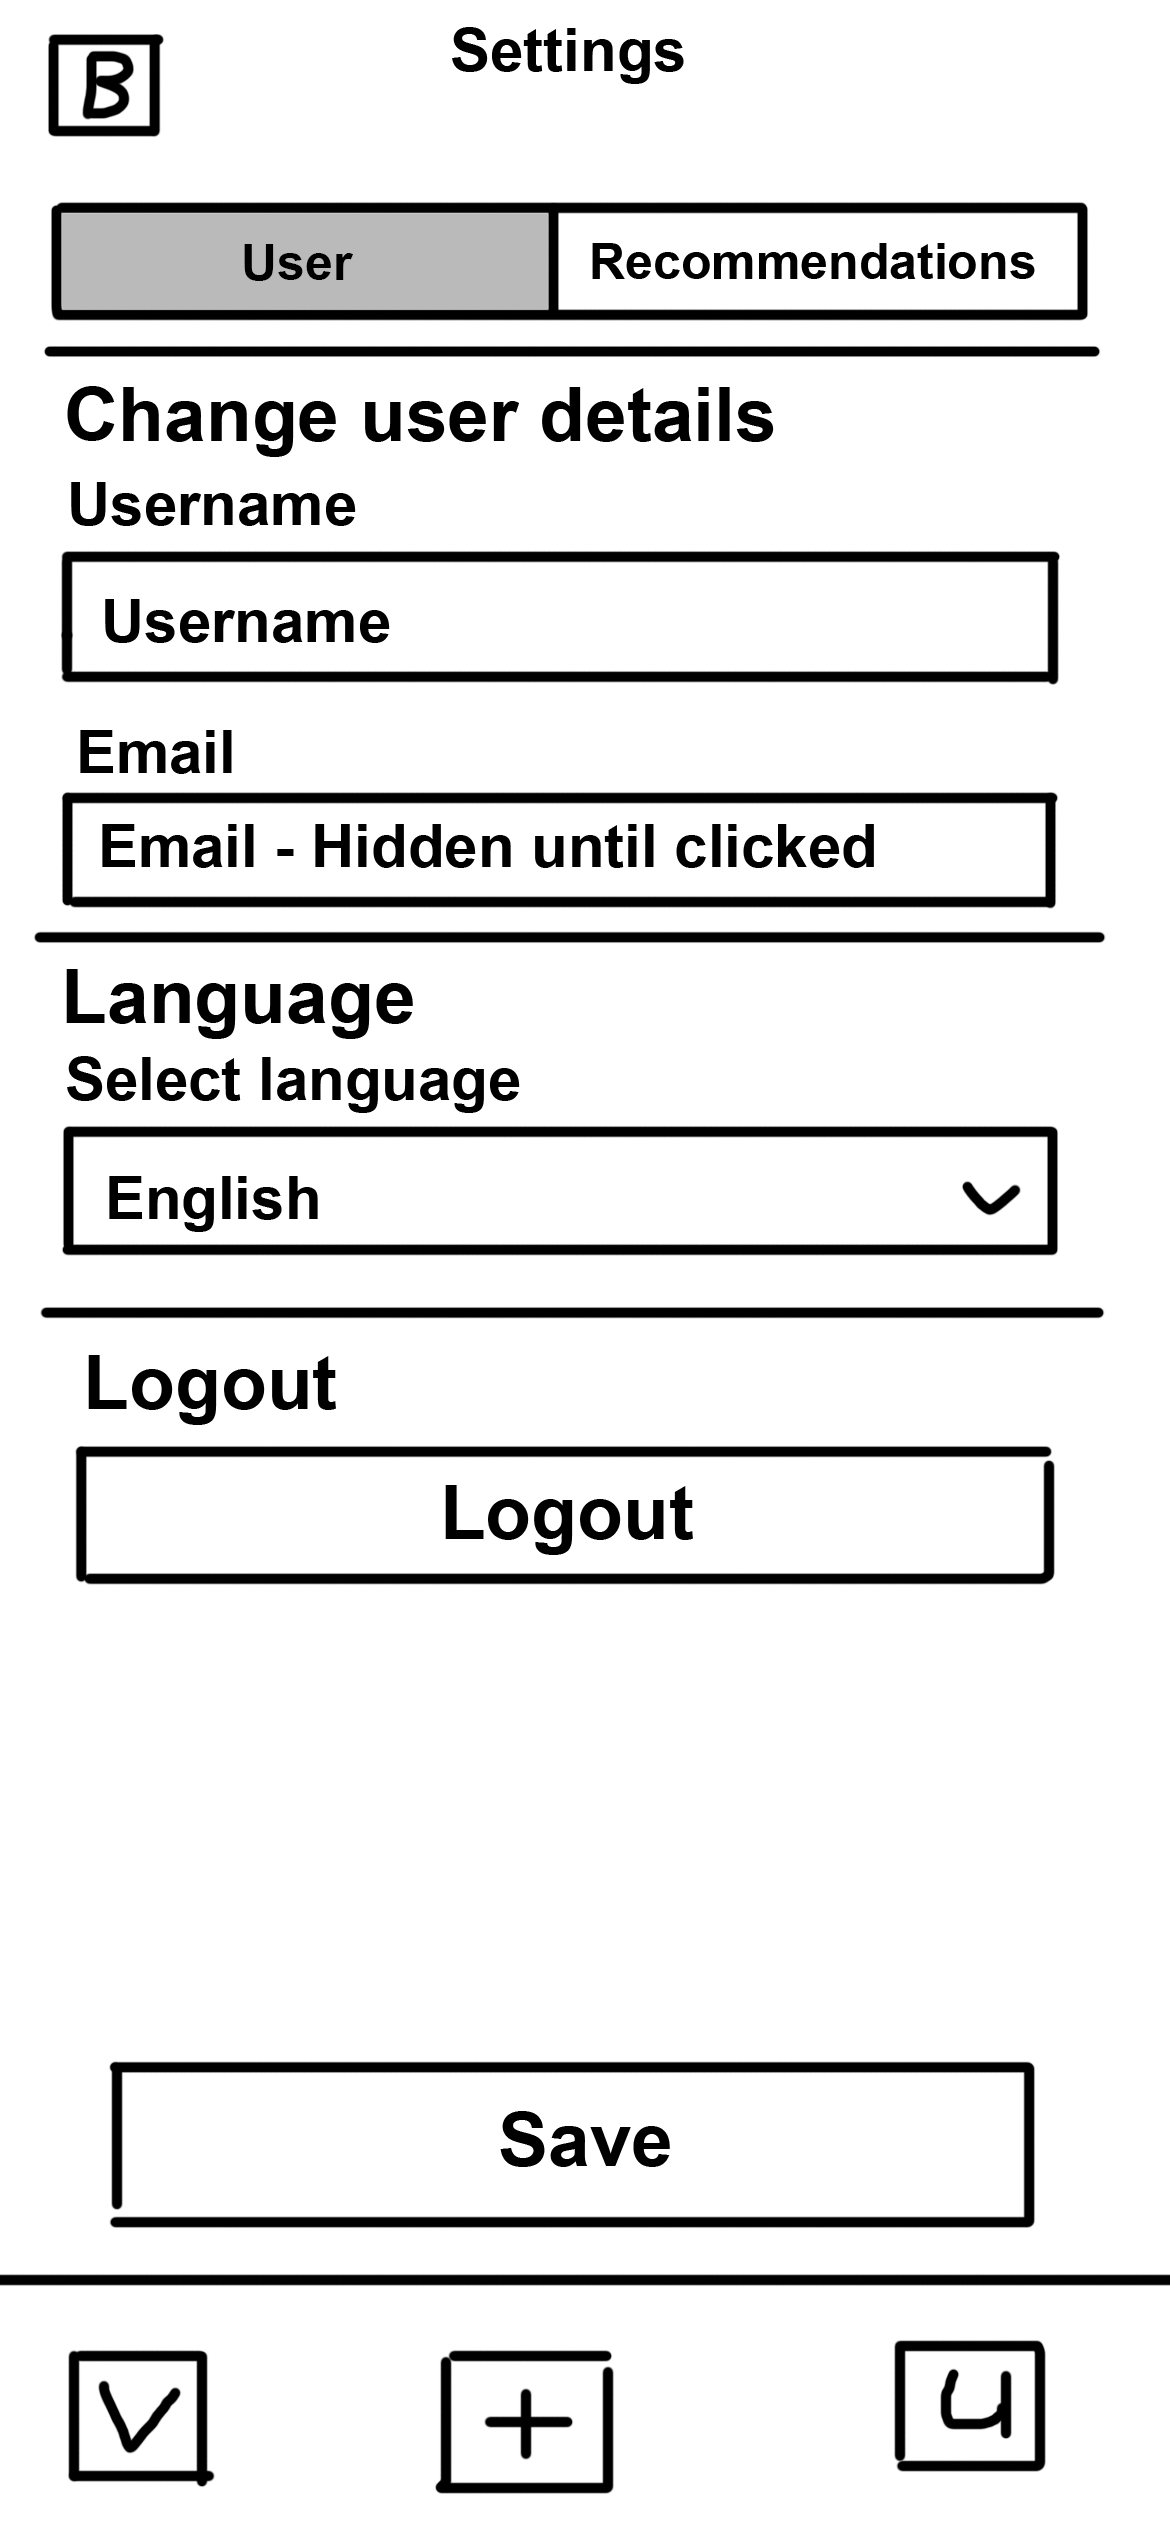 B
Settings
User Recommendations
Change user details
Username
Username
Email
Email - Hidden until clicked
Language
Select language
English
Logout
Logout
Save
V + u